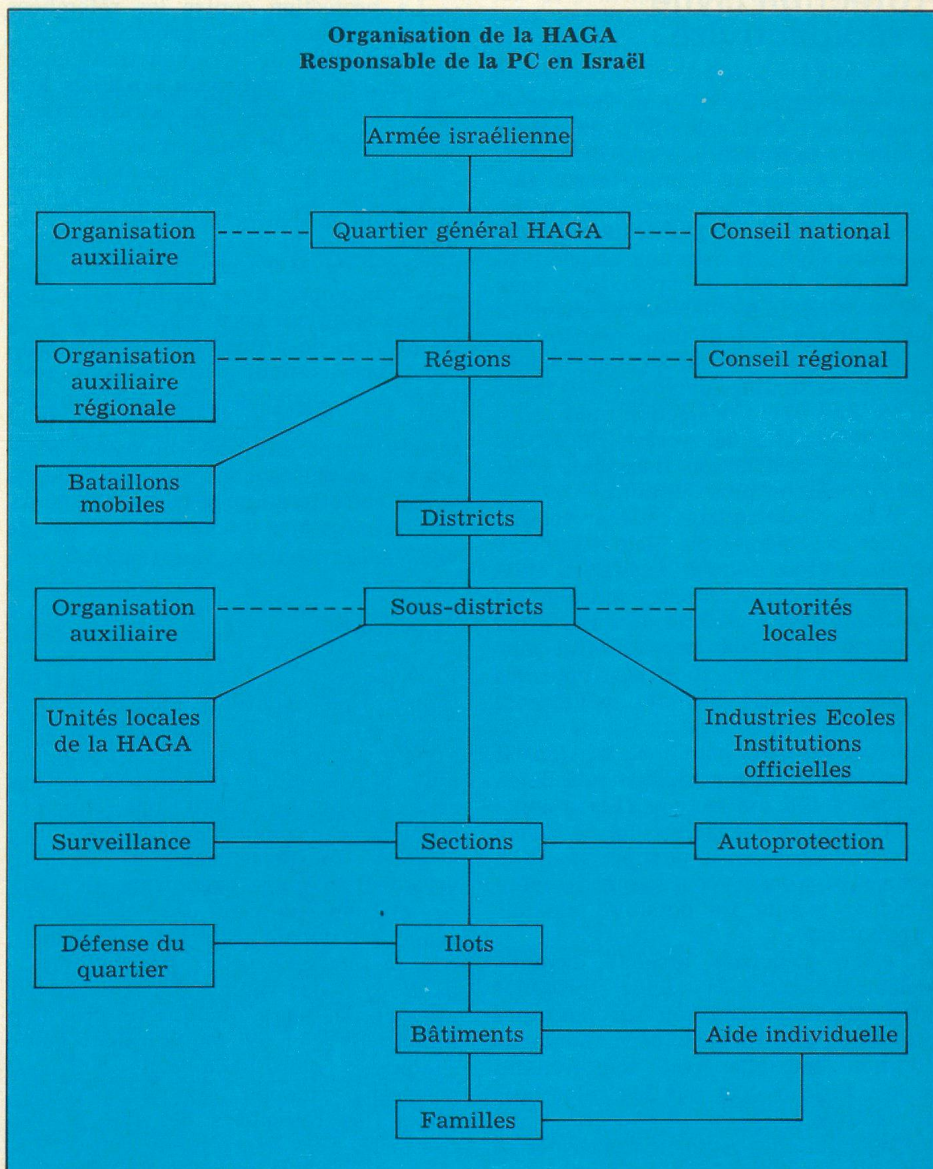 Organisation de la HAGA
Responsable de la PC en Israël
Armée israélienne
Organisation
auxiliaire
Quartier général HAGA
Conseil national
Organisation
auxiliaire
régionale
Régions
Conseil régional
Bataillons
mobiles
Districts
Organisation
auxiliaire
Sous-districts
Autorités
locales
Unités locales
de la HAGA
Industries Ecoles
Institutions
officielles
Surveillance
Sections
Autoprotection
Défense du
quartier
Ilots
Bâtiments
Aide individuelle
Familles